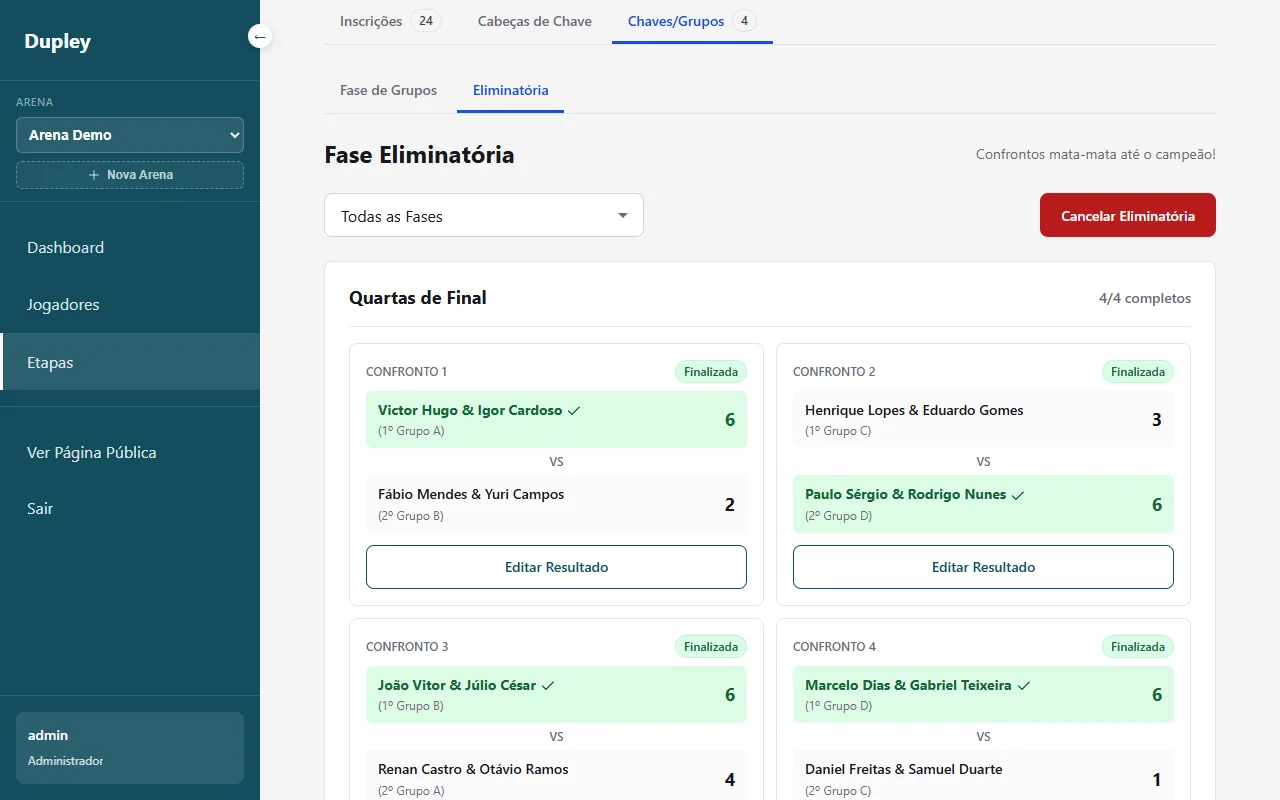 Dupley
←
ARENA
Arena Demo
+ Nova Arena
Dashboard
Jogadores
Etapas
Ver Página Pública
Sair
admin
Administrador
Inscrições 24 Cabeças de Chave Chaves/Grupos 4
Fase de Grupos Eliminatória
Fase Eliminatória Confrontos mata-mata até o campeão!
Todas as Fases Cancelar Eliminatória
Quartas de Final 4/4 completos
CONFRONTO 1 Finalizada
Victor Hugo & Igor Cardoso ✓ 6
(1º Grupo A)
VS
Fábio Mendes & Yuri Campos 2
(2º Grupo B)
Editar Resultado
CONFRONTO 2 Finalizada
Henrique Lopes & Eduardo Gomes 3
(1º Grupo C)
VS
Paulo Sérgio & Rodrigo Nunes ✓ 6
(2º Grupo D)
Editar Resultado
CONFRONTO 3 Finalizada
João Vitor & Júlio César ✓ 6
(1º Grupo B)
VS
Renan Castro & Otávio Ramos 4
(2º Grupo A)
CONFRONTO 4 Finalizada
Marcelo Dias & Gabriel Teixeira ✓ 6
(1º Grupo D)
VS
Daniel Freitas & Samuel Duarte 1
(2º Grupo C)